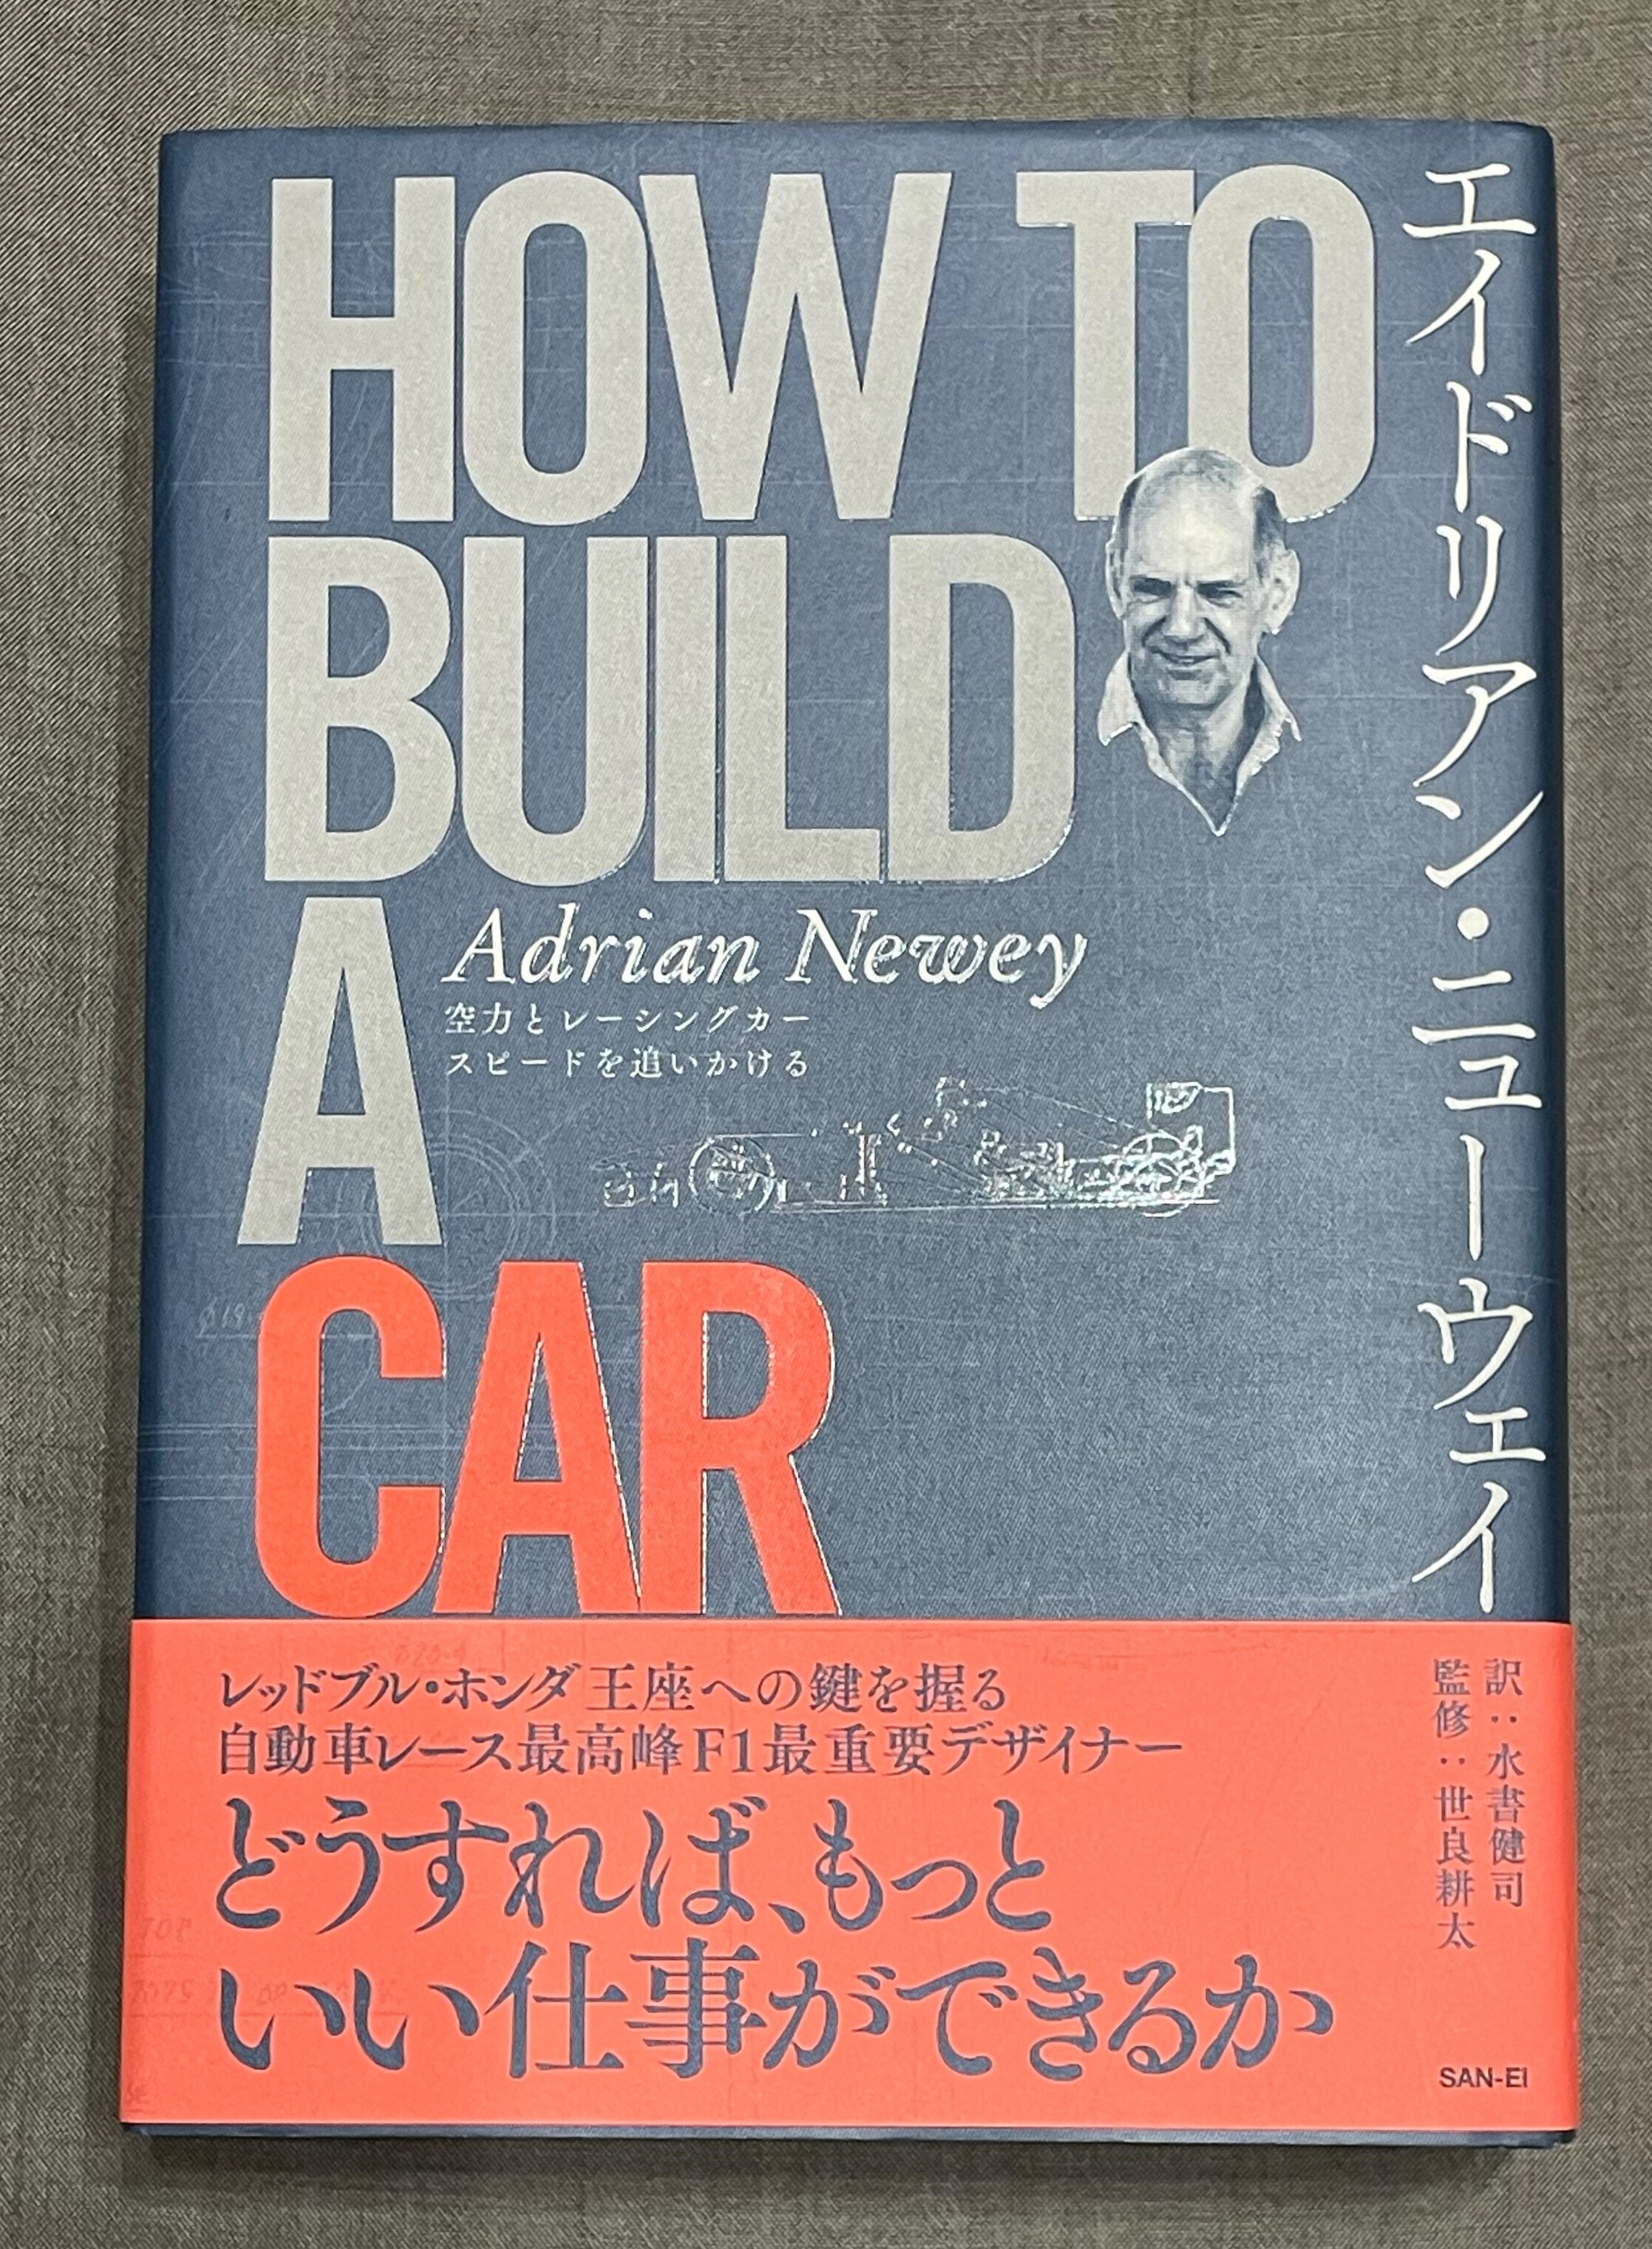 HOW TO
BUILD
A
CAR
Adrian Newey
空力とレーシングカー
スピードを追いかける
エイドリアン・ニューウェイ
レッドブル・ホンダ王座への鍵を握る
自動車レース最高峰F1最重要デザイナー
どうすれば、もっと
いい仕事ができるか
訳:水書健司
監修:世良耕太
SAN-EI